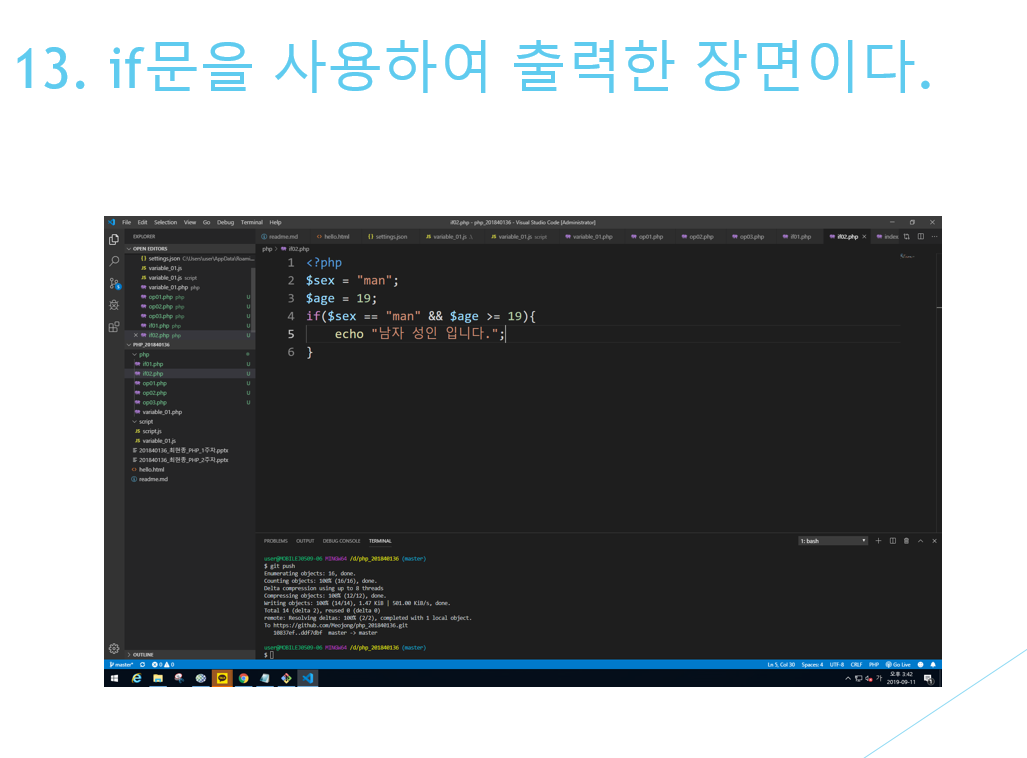 13. if문을 사용하여 출력한 장면이다.
File Edit Selection View Go Debug Terminal Help
if02.php - php_201840136 - Visual Studio Code [Administrator]
EXPLORER
readme.md hello.html settings.json variable_01.js .\ variable_01.js script variable_01.php op01.php op02.php op03.php if01.php if02.php × index
OPEN EDITORS
php > if02.php
settings.json C:\Users\user\AppData\Roami...
variable_01.js
variable_01.js script
variable_01.php php
op01.php php U
op02.php php U
op03.php php U
if01.php php U
× if02.php php U
PHP_201840136
php
if01.php U
if02.php U
op01.php U
op02.php U
op03.php U
variable_01.php
script
script.js
variable_01.js
201840136_최현종_PHP_1주차.pptx
201840136_최현종_PHP_2주차.pptx
hello.html
readme.md
OUTLINE
1 <?php
2 $sex = "man";
3 $age = 19;
4 if($sex == "man" && $age >= 19){
5 echo "남자 성인 입니다.";
6 }
PROBLEMS OUTPUT DEBUG CONSOLE TERMINAL 1: bash
user@MOBILE30509-06 MINGW64 /d/php_201840136 (master)
$ git push
Enumerating objects: 16, done.
Counting objects: 100% (16/16), done.
Delta compression using up to 8 threads
Compressing objects: 100% (12/12), done.
Writing objects: 100% (14/14), 1.47 KiB | 501.00 KiB/s, done.
Total 14 (delta 2), reused 0 (delta 0)
remote: Resolving deltas: 100% (2/2), completed with 1 local object.
To https://github.com/Meojong/php_201840136.git
10837ef..ddf7dbf master -> master
user@MOBILE30509-06 MINGW64 /d/php_201840136 (master)
$
master* 0 0 Ln 5, Col 30 Spaces: 4 UTF-8 CRLF PHP Go Live
가 오후 3:42
2019-09-11